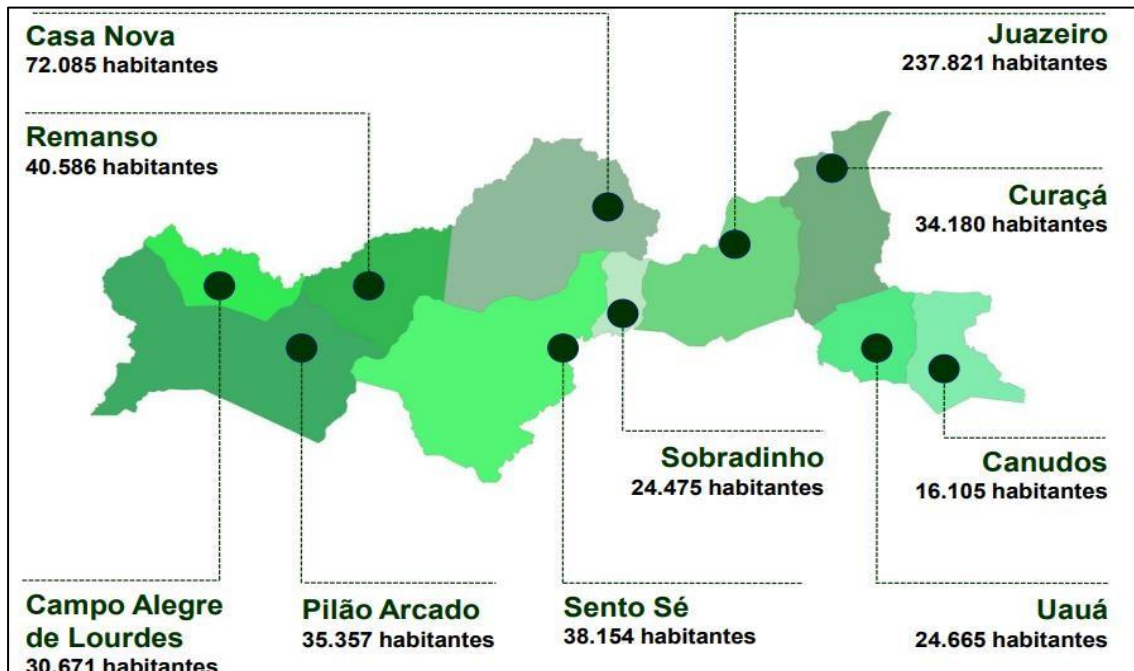 Casa Nova
72.085 habitantes
Juazeiro
237.821 habitantes
Remanso
40.586 habitantes
Curaçá
34.180 habitantes
Sobradinho
24.475 habitantes
Canudos
16.105 habitantes
Campo Alegre
de Lourdes
30.671 habitantes
Pilão Arcado
35.357 habitantes
Sento Sé
38.154 habitantes
Uauá
24.665 habitantes